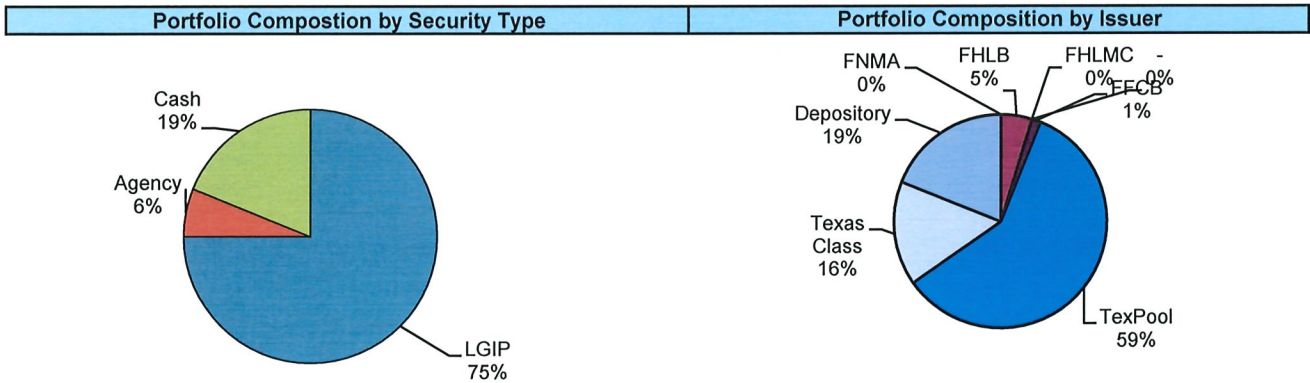 Portfolio Compostion by Security Type
Portfolio Composition by Issuer
Cash
19%
Agency
6%
LGIP
75%
FNMA
0%
FHLB
5%
FHLMC
0%
-
0%
FFCB
1%
Depository
19%
Texas
Class
16%
TexPool
59%